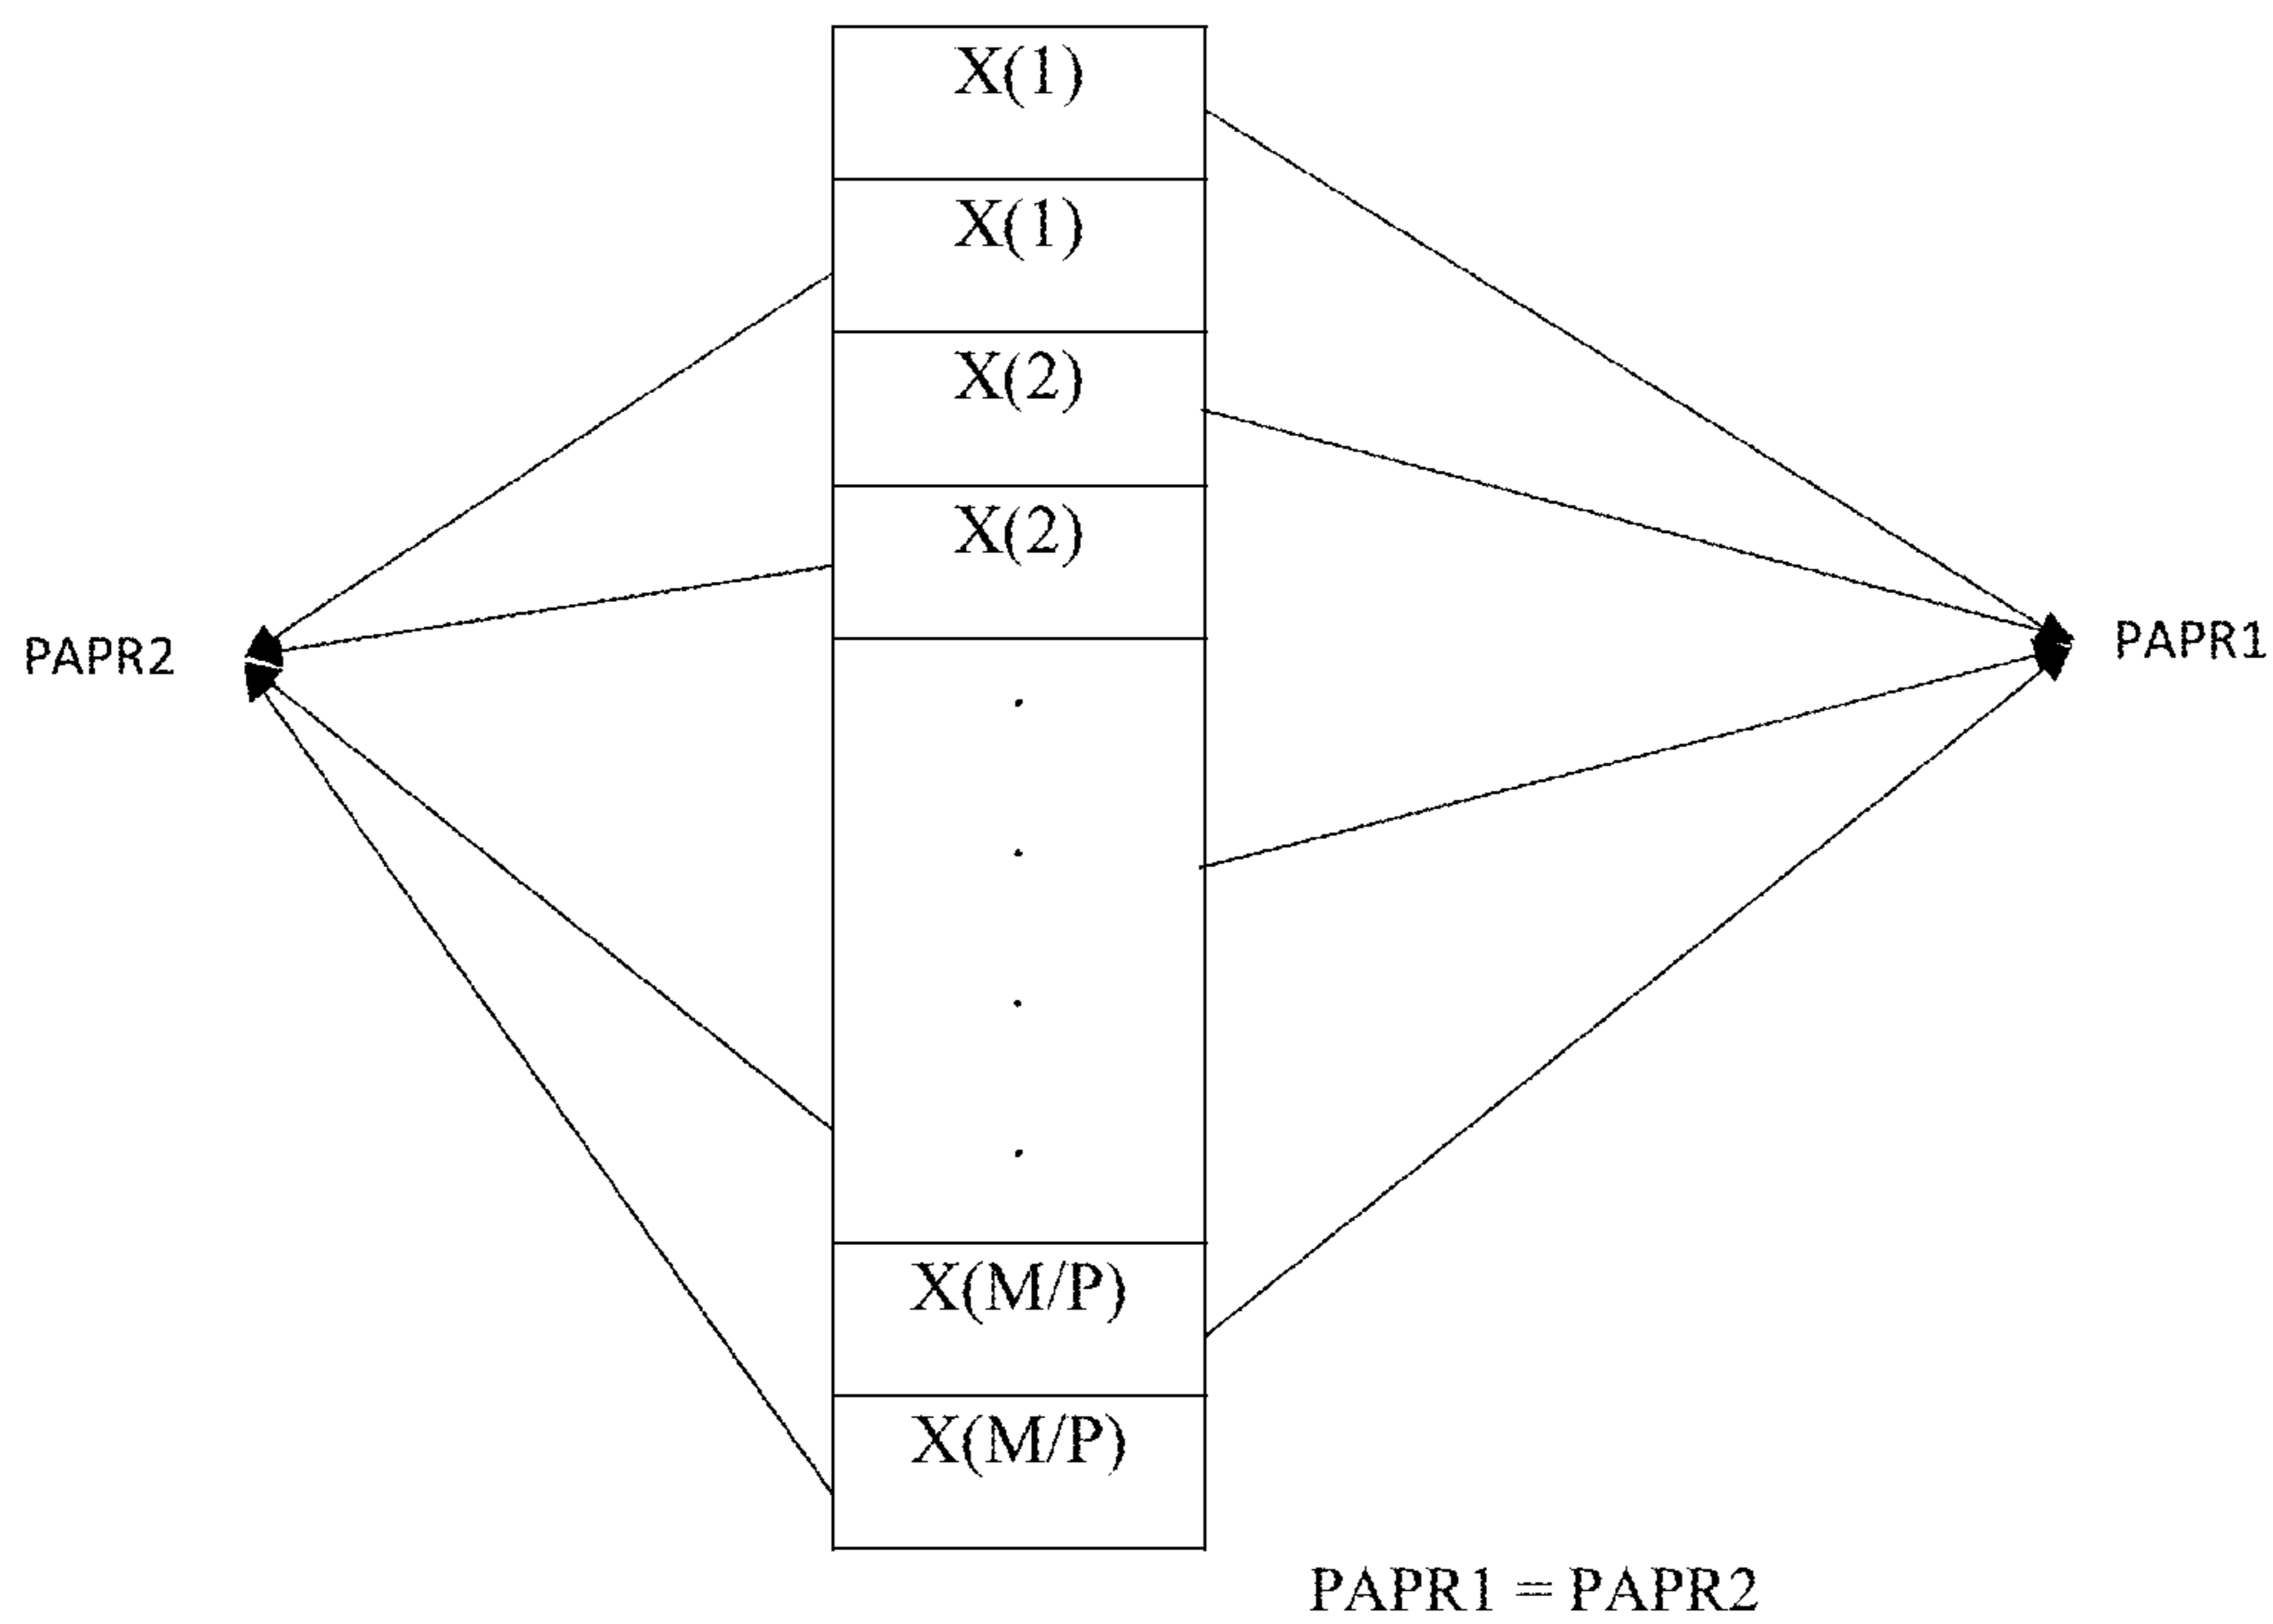 X(1)
X(1)
X(2)
X(2)
PAPR2
PAPR1
.
.
.
.
X(M/P)
X(M/P)
PAPR1 = PAPR2